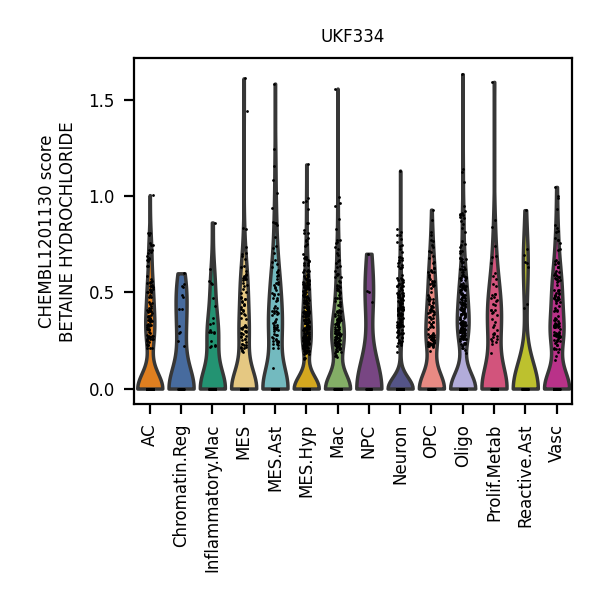 UKF334
CHEMBL1201130 score
BETAINE HYDROCHLORIDE
1.5
1.0
0.5
0.0
AC
Chromatin.Reg
Inflammatory.Mac
MES
MES.Ast
MES.Hyp
Mac
NPC
Neuron
OPC
Oligo
Prolif.Metab
Reactive.Ast
Vasc